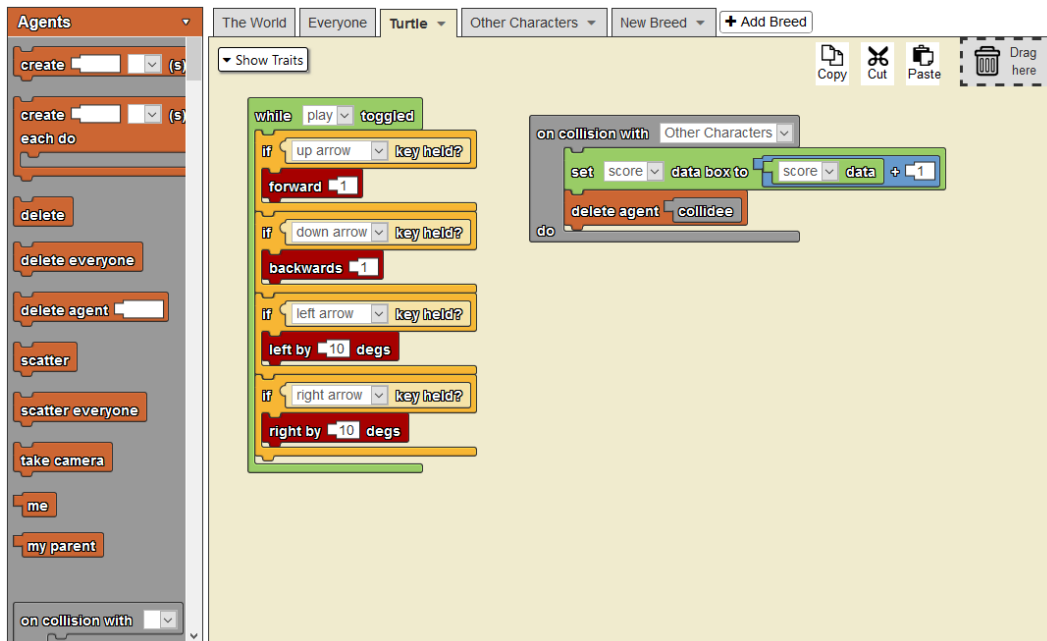 Agents
The World
Everyone
Turtle
Other Characters
New Breed
+ Add Breed
create (s)
create (s)
each do
delete
delete everyone
delete agent
scatter
scatter everyone
take camera
me
my parent
on collision with
Show Traits
Copy
Cut
Paste
Drag
here
while play toggled
if up arrow key held?
forward 1
if down arrow key held?
backwards 1
if left arrow key held?
left by 10 degs
if right arrow key held?
right by 10 degs
on collision with Other Characters
set score data box to score data + 1
delete agent collidee
do